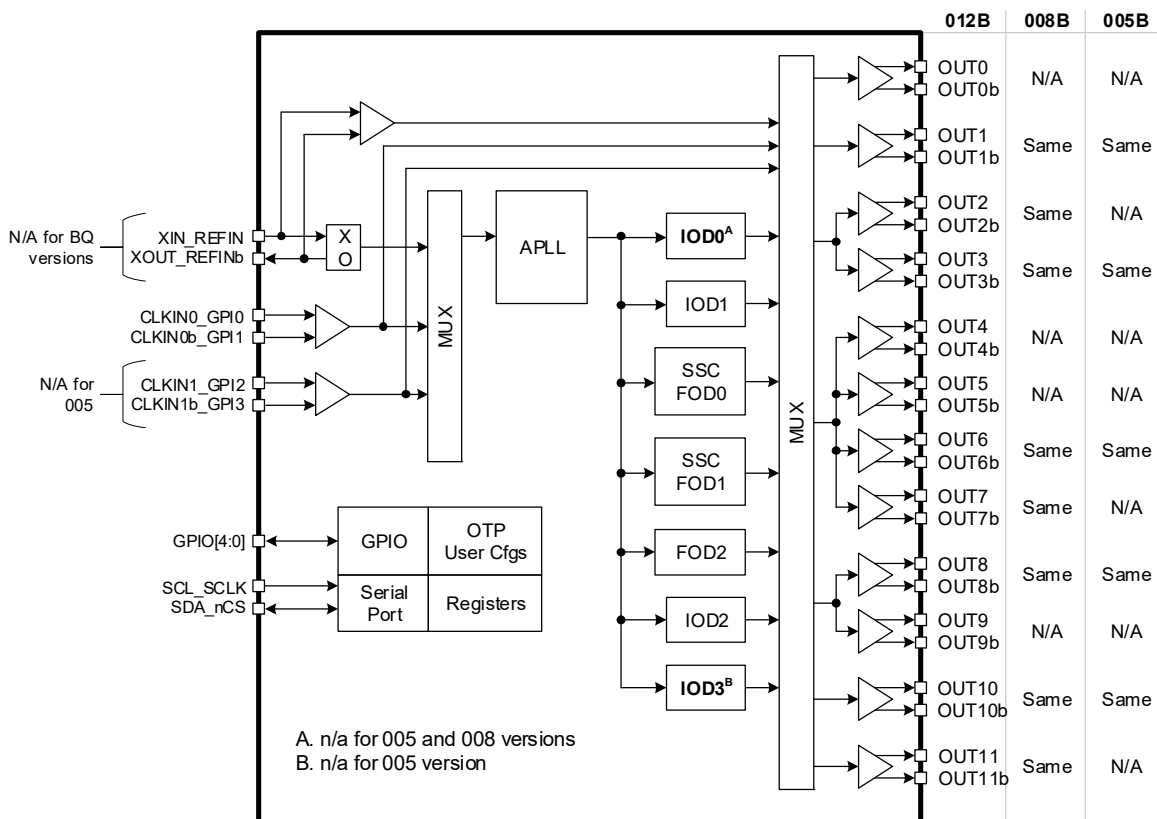 012B 008B 005B
OUT0
OUT0b
N/A N/A
OUT1
OUT1b
Same Same
OUT2
OUT2b
Same N/A
OUT3
OUT3b
Same Same
OUT4
OUT4b
N/A N/A
OUT5
OUT5b
N/A N/A
OUT6
OUT6b
Same Same
OUT7
OUT7b
Same N/A
OUT8
OUT8b
Same Same
OUT9
OUT9b
N/A N/A
OUT10
OUT10b
Same Same
OUT11
OUT11b
Same N/A
N/A for BQ
versions
XIN_REFIN
XOUT_REFINb
X
O
CLKIN0_GPI0
CLKIN0b_GPI1
N/A for
005
CLKIN1_GPI2
CLKIN1b_GPI3
MUX
APLL
IOD0A
IOD1
SSC
FOD0
SSC
FOD1
FOD2
IOD2
IOD3B
MUX
GPIO[4:0]
SCL_SCLK
SDA_nCS
GPIO
OTP
User Cfgs
Serial
Port
Registers
A. n/a for 005 and 008 versions
B. n/a for 005 version